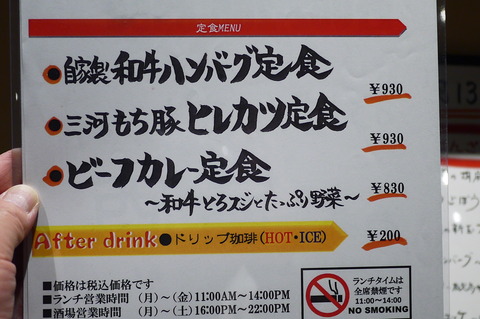 定食MENU
●自家製 和牛ハンバーグ定食
¥930
●三河もち豚 ヒレカツ定食
¥930
●ビーフカレー定食
〜和牛とろスジとたっぷり野菜〜
¥830
After drink●ドリップ珈琲(HOT・ICE)
¥200
■価格は税込価格です
■ランチ営業時間 (月)〜(金)11:00AM〜14:00PM
■酒場営業時間 (月)〜(土)16:00PM〜22:00PM
ランチタイムは
全席禁煙です
11:00〜14:00
NO SMOKING